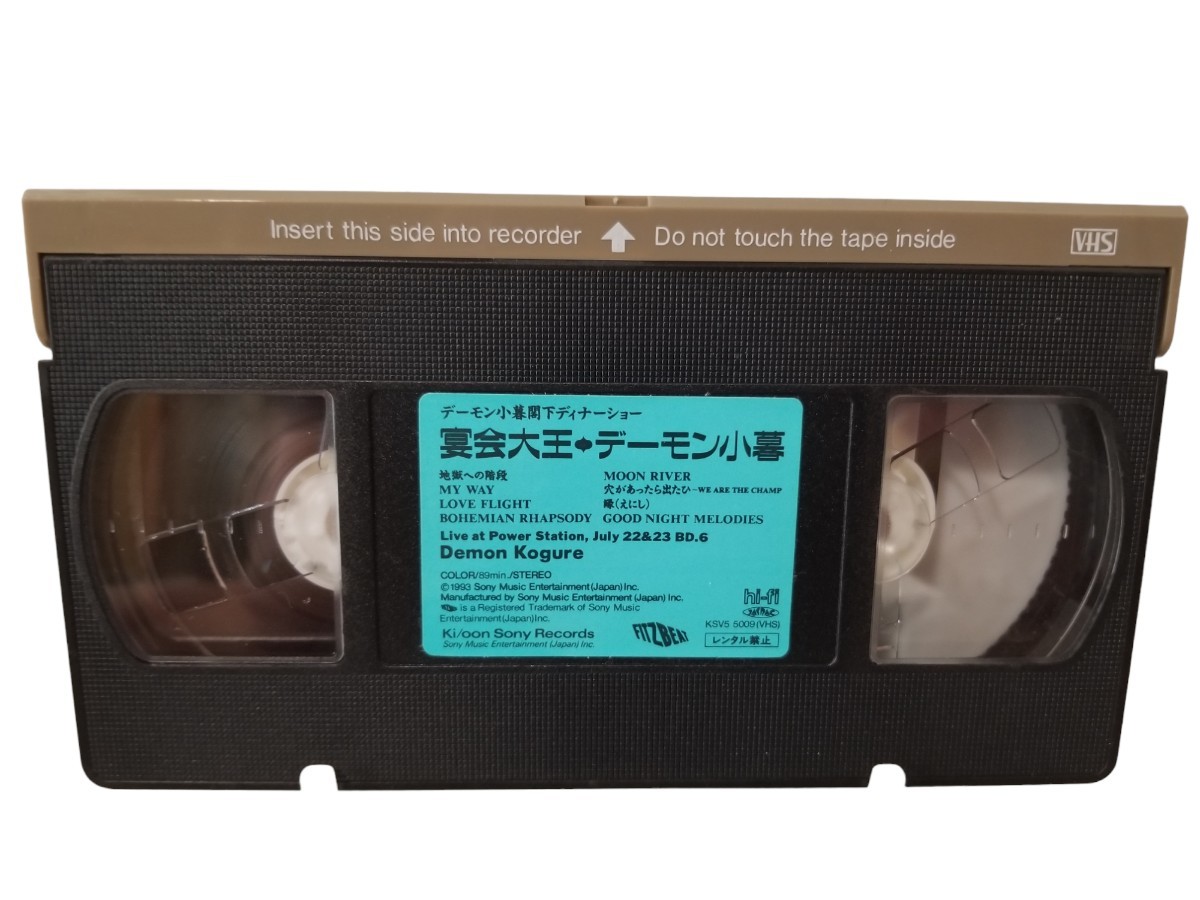 Insert this side into recorder Do not touch the tape inside VHS
デーモン小暮閣下ディナーショー
宴会大王 デーモン小暮
地獄への階段 MOON RIVER
MY WAY 穴があったら出たひ~WE ARE THE CHAMP
LOVE FLIGHT (えにし)
BOHEMIAN RHAPSODY GOOD NIGHT MELODIES
Live at Power Station, July 22&23 BD.6
Demon Kogure
COLOR/89min./STEREO
©1993 Sony Music Entertainment (Japan) Inc.
Manufactured by Sony Music Entertainment (Japan) Inc.
is a Registered Trademark of Sony Music
Entertainment (Japan) Inc.
hi-fi
KSV5 5009 (VHS)
Ki/oon Sony Records
Sony Music Entertainment (Japan) Inc.
FITZBEAT
レンタル禁止